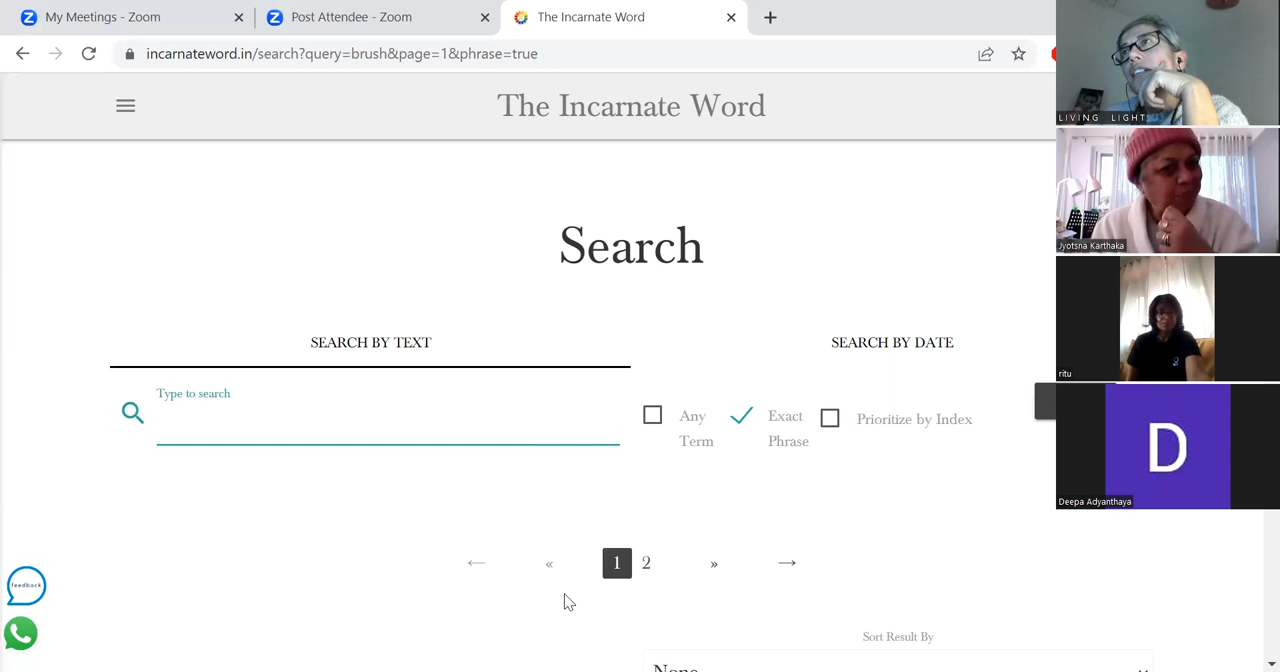 My Meetings - Zoom
Post Attendee - Zoom
The Incarnate Word
incarnateword.in/search?query=brush&page=1&phrase=true
The Incarnate Word
LIVING LIGHT
Jyotsna Karthaka
ritu
D
Deepa Adyanthaya
Search
SEARCH BY TEXT
SEARCH BY DATE
Type to search
Any Term
Exact Phrase
Prioritize by Index
← « 1 2 » →
feedback
Sort Result By
None